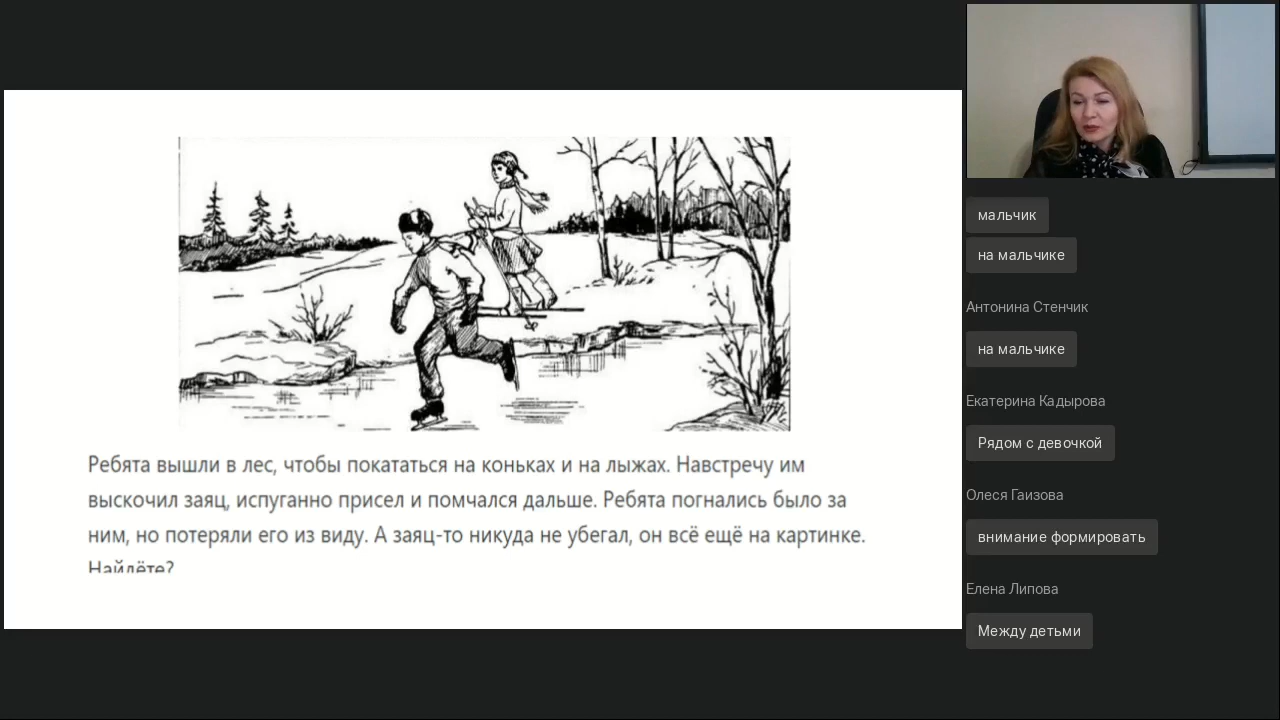 Ребята вышли в лес, чтобы покататься на коньках и на лыжах. Навстречу им
выскочил заяц, испуганно присел и помчался дальше. Ребята погнались было за
ним, но потеряли его из виду. А заяц-то никуда не убегал, он всё ещё на картинке.
Найдёте?
мальчик
на мальчике
Антонина Стенчик
на мальчике
Екатерина Кадырова
Рядом с девочкой
Олеся Гаизова
внимание формировать
Елена Липова
Между детьми